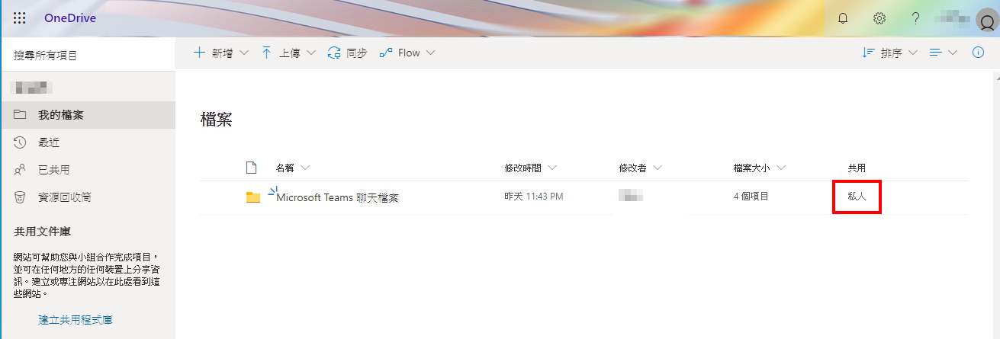 OneDrive
?
搜尋所有項目
新增
上傳
同步
Flow
排序
我的檔案
最近
已共用
資源回收筒
共用文件庫
網站可幫助您與小組合作完成項目，
並可在任何地方的任何裝置上分享資
訊。建立或專注網站以在此處看到這
些網站。
建立共用程式庫
檔案
名稱 修改時間 修改者 檔案大小 共用
Microsoft Teams 聊天檔案 昨天 11:43 PM 4 個項目 私人